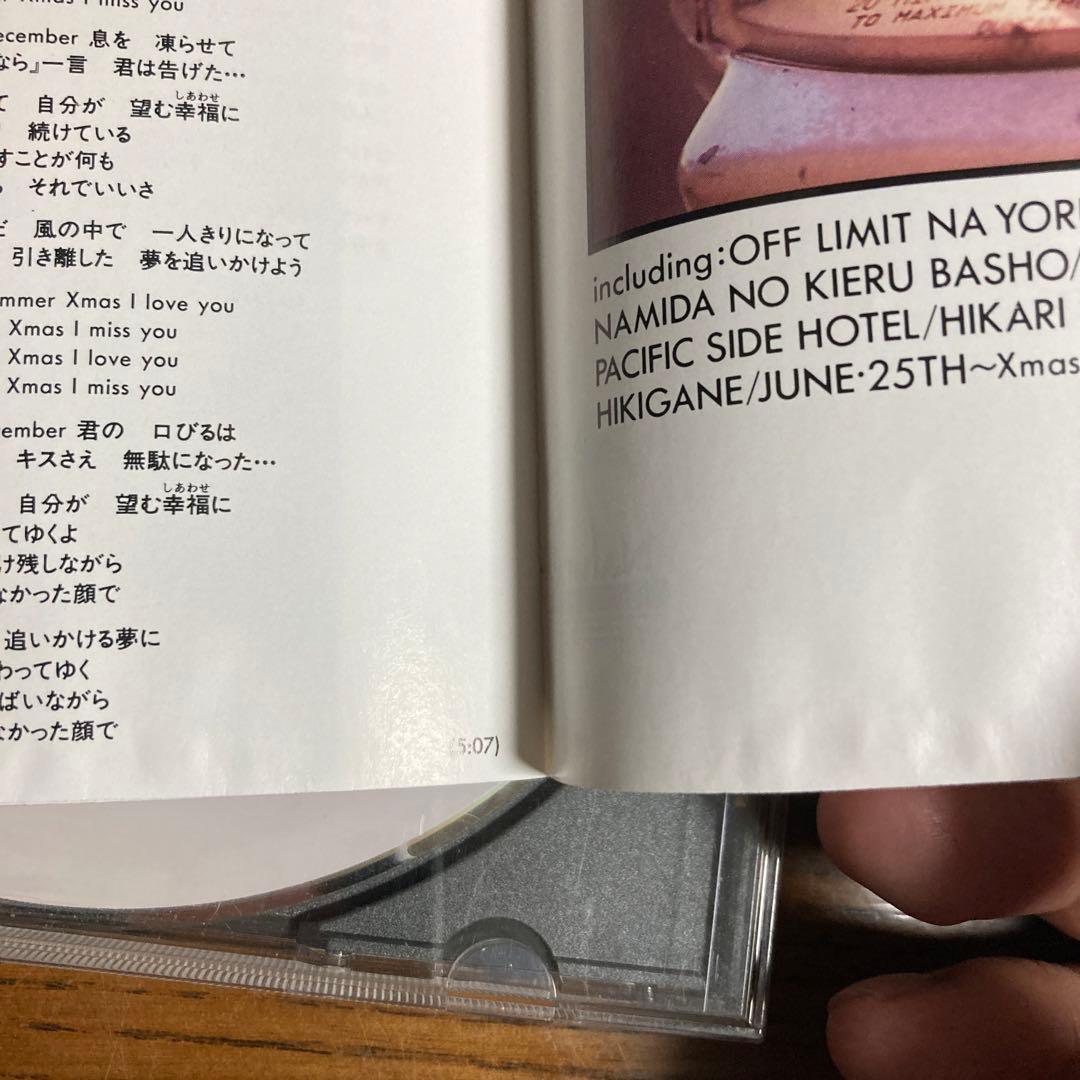 Xmas I miss you
ecember 息を 凍らせて
なら』一言 君は告げた…
て 自分が 望む幸福に
しあわせ
続けている
すことが何も
それでいいさ
風の中で 一人きりになって
引き離した 夢を追いかけよう
mmer Xmas I love you
Xmas I miss you
Xmas I love you
Xmas I miss you
ember 君の 口びるは
キスさえ 無駄になった…
自分が 望む幸福に
しあわせ
てゆくよ
け残しながら
なかった顔で
追いかける夢に
わってゆく
ばいながら
なかった顔で
(5:07)
TO MAXIMUM
including:OFF LIMIT NA YOR
NAMIDA NO KIERU BASHO/
PACIFIC SIDE HOTEL/HIKARI
HIKIGANE/JUNE·25TH~Xmas